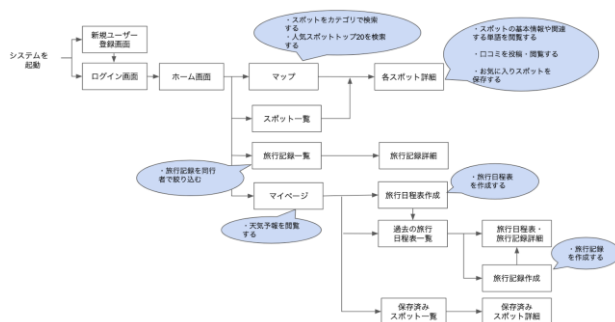 ・スポットをカテゴリで検索
する
・人気スポットトップ20を検索
する
・スポットの基本情報や関連
する単語を閲覧する
・口コミを投稿・閲覧する
・お気に入りスポットを
保存する
新規ユーザー
登録画面
システムを
起動
ログイン画面
ホーム画面
マップ
各スポット詳細
スポット一覧
・旅行記録を同行
者で絞り込む
旅行記録一覧
旅行記録詳細
マイページ
・天気予報を閲覧
する
旅行日程表作成
・旅行日程表
を作成する
過去の旅行
日程表一覧
旅行日程表・
旅行記録詳細
旅行記録作成
・旅行記録
を作成する
保存済み
スポット一覧
保存済み
スポット詳細